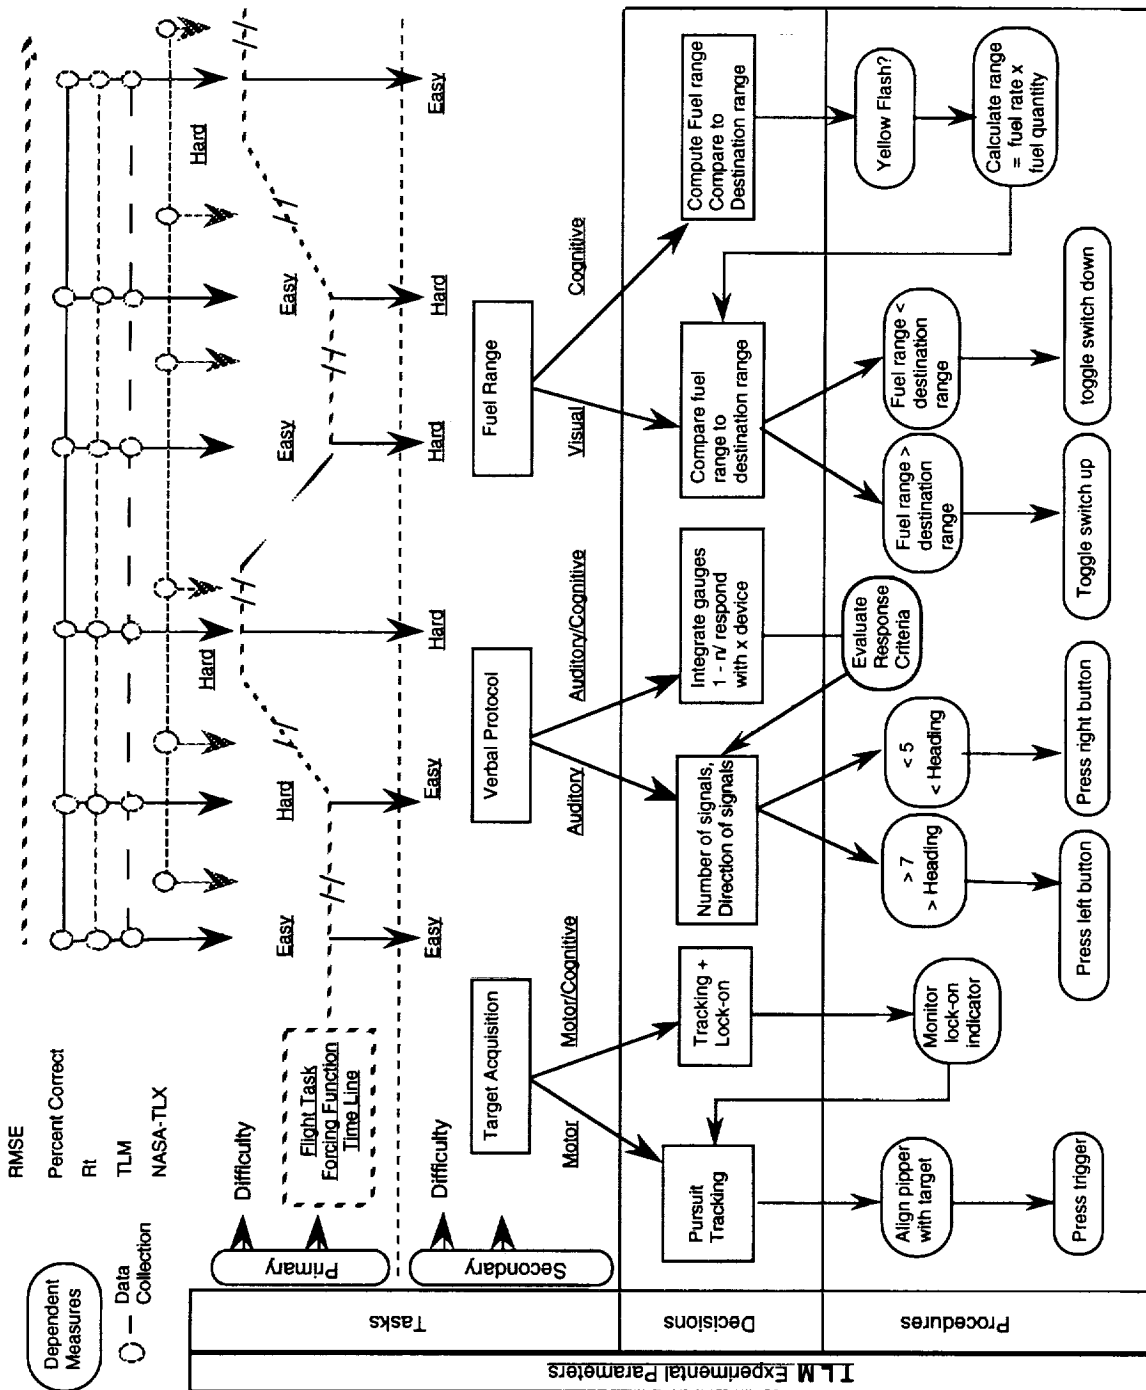 RMSE
Dependent
Measures
Percent Correct
Rt
TLM
NASA-TLX
Data
Collection
Primary
Difficulty
Flight Task
Forcing Function
Time Line
Easy
Hard
Hard
Easy
Easy
Hard
Secondary
Difficulty
Easy
Easy
Hard
Hard
Hard
Easy
Tasks
Target Acquisition
Verbal Protocol
Fuel Range
Motor
Motor/Cognitive
Auditory
Auditory/Cognitive
Visual
Cognitive
TLM Experimental Parameters
Decisions
Pursuit
Tracking
Tracking +
Lock-on
Number of signals,
Direction of signals
Integrate gauges
1 - n/ respond
with x device
Compare fuel
range to
destination range
Compute Fuel range
Compare to
Destination range
Procedures
Align pipper
with target
Monitor
lock-on
indicator
> 7
> Heading
< 5
< Heading
Evaluate
Response
Criteria
Fuel range >
destination
range
Fuel range <
destination
range
Yellow Flash?
Calculate range
= fuel rate x
fuel quantity
Press trigger
Press left button
Press right button
Toggle switch up
toggle switch down